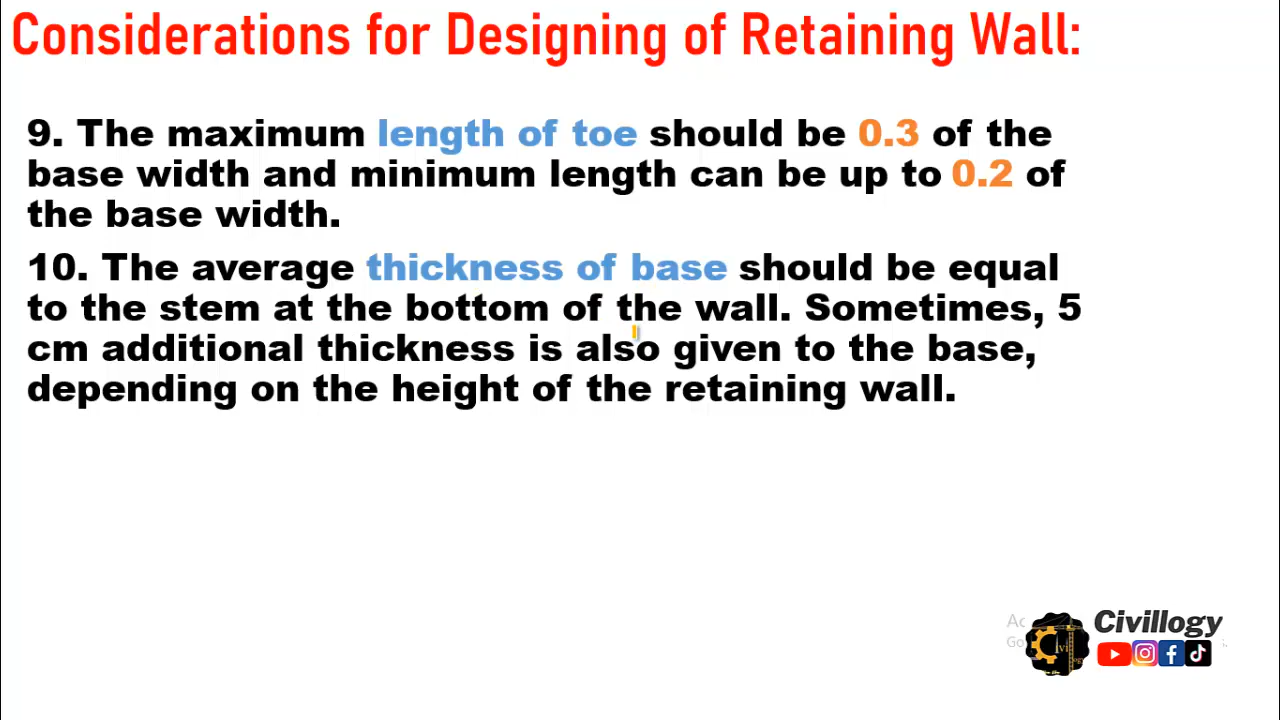 Considerations for Designing of Retaining Wall:
9. The maximum length of toe should be 0.3 of the
base width and minimum length can be up to 0.2 of
the base width.
10. The average thickness of base should be equal
to the stem at the bottom of the wall. Sometimes, 5
cm additional thickness is also given to the base,
depending on the height of the retaining wall.
Civillogy